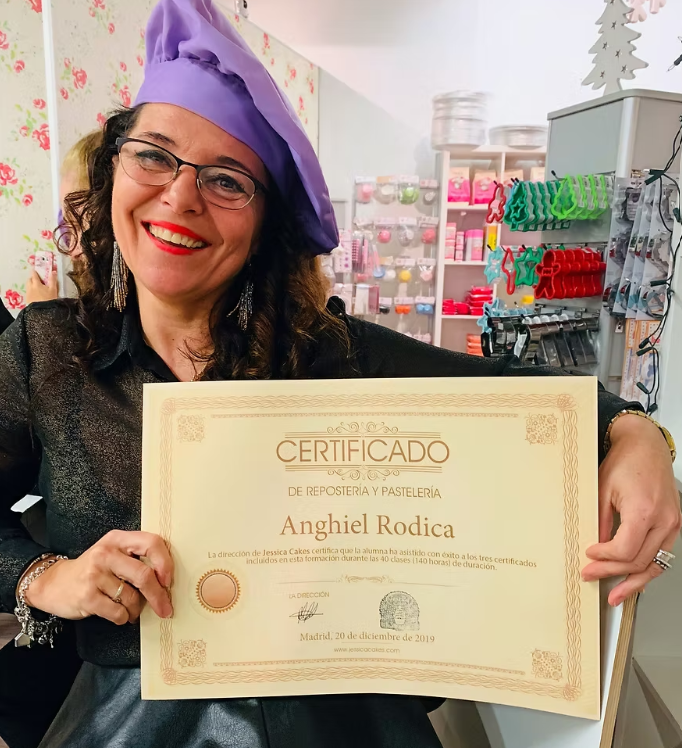 CERTIFICADO
DE REPOSTERÍA Y PASTELERÍA
Anghiel Rodica
La dirección de Jessica Cakes certifica que la alumna ha asistido con éxito a los tres certificados
incluidos en esta formación durante las 40 clases (140 horas) de duración.
LA DIRECCIÓN
Madrid, 20 de diciembre de 2019
www.jessicacakes.com